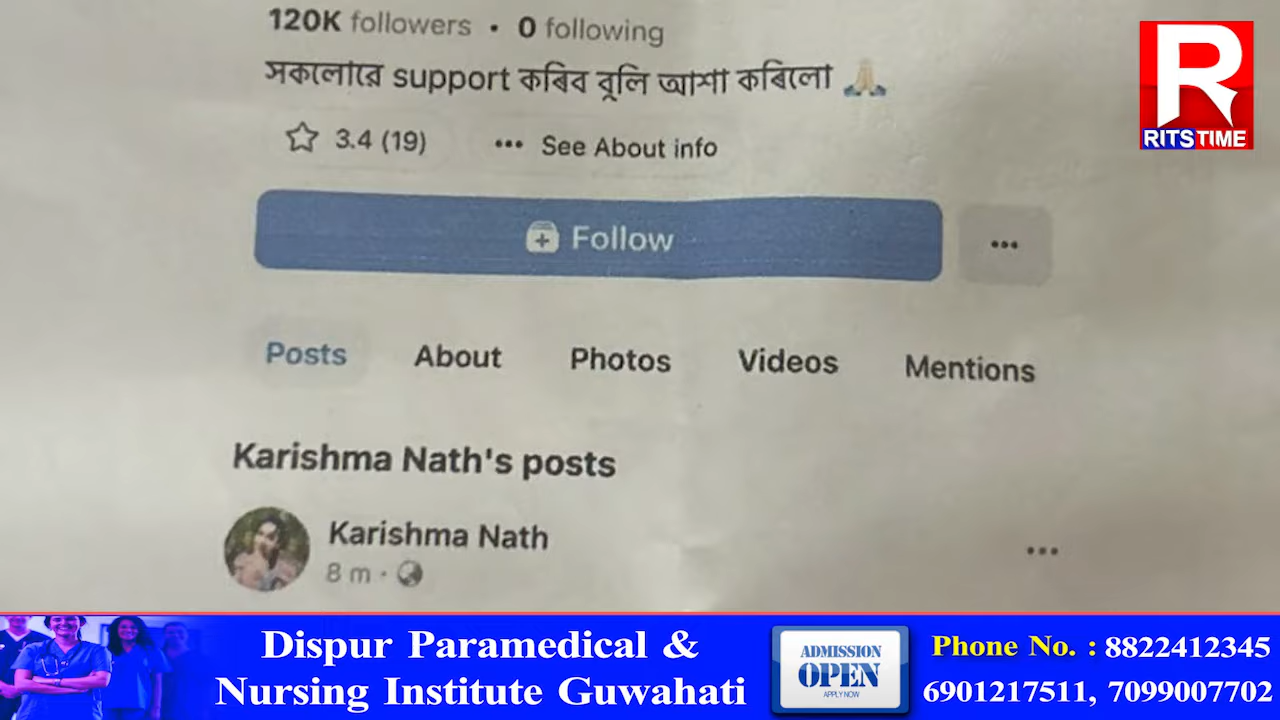 120K followers • 0 following
সকলোৱে support কৰিব বুলি আশা কৰিলো 🙏🏼
3.4 (19) ••• See About info
Follow
•••
Posts About Photos Videos Mentions
Karishma Nath's posts
Karishma Nath
•••
8 m ·
R
RITSTIME
Dispur Paramedical &
Nursing Institute Guwahati
ADMISSION
OPEN
APPLY NOW
Phone No. : 8822412345
6901217511, 7099007702